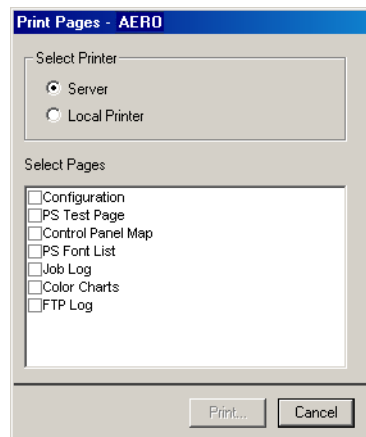 Print Pages - AERO
Select Printer
Server
Local Printer
Select Pages
Configuration
PS Test Page
Control Panel Map
PS Font List
Job Log
Color Charts
FTP Log
Print... Cancel